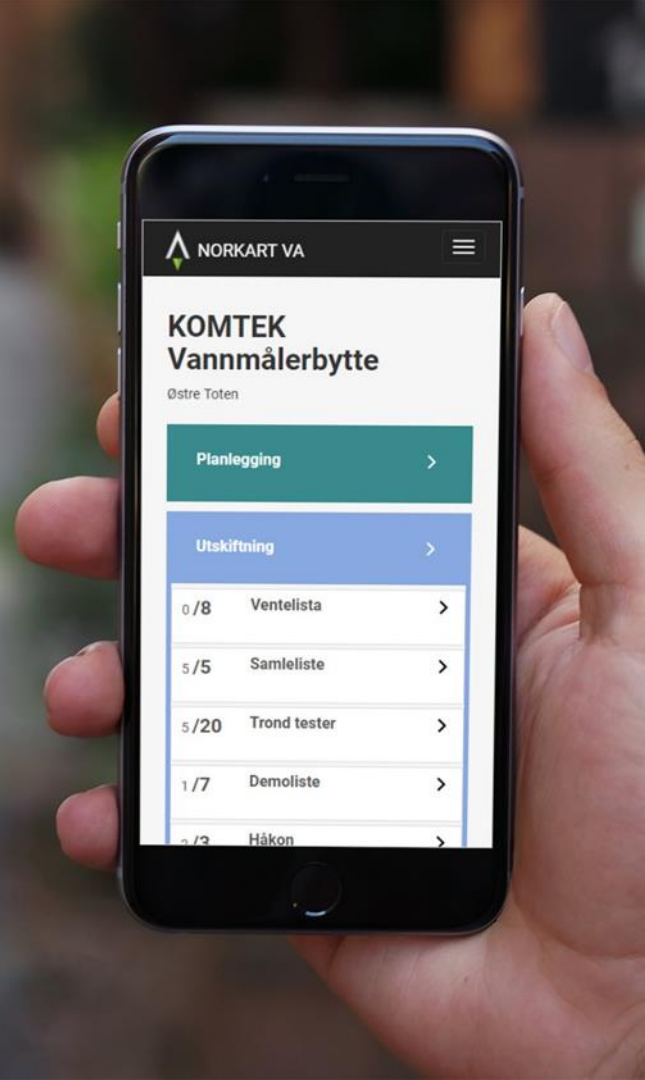 NORKART VA
KOMTEK
Vannmålerbytte
Østre Toten
Planlegging
Utskiftning
0/8 Ventelista
5/5 Samleliste
5/20 Trond tester
1/7 Demoliste
Håkon